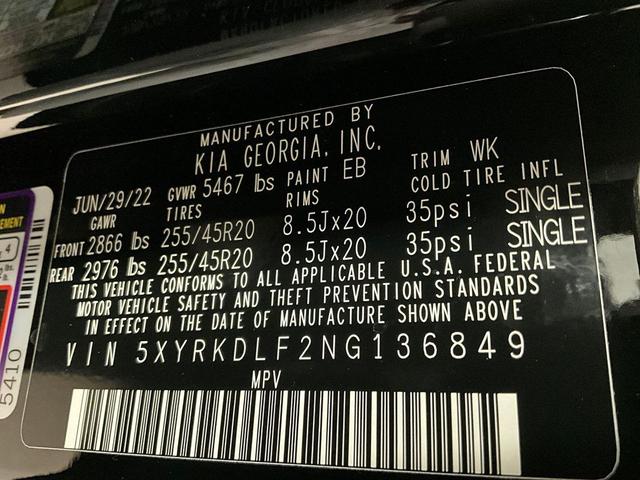 MANUFACTURED BY
KIA GEORGIA, INC.
JUN/29/22 GVWR 5467 lbs PAINT EB TRIM WK
GAWR TIRES RIMS COLD TIRE INFL
FRONT 2866 lbs 255/45R20 8.5Jx20 35psi SINGLE
REAR 2976 lbs 255/45R20 8.5Jx20 35psi SINGLE
THIS VEHICLE CONFORMS TO ALL APPLICABLE U.S.A. FEDERAL
MOTOR VEHICLE SAFETY AND THEFT PREVENTION STANDARDS
IN EFFECT ON THE DATE OF MANUFACTURE SHOWN ABOVE
VIN 5XYRKDLF2NG136849
MPV
5410